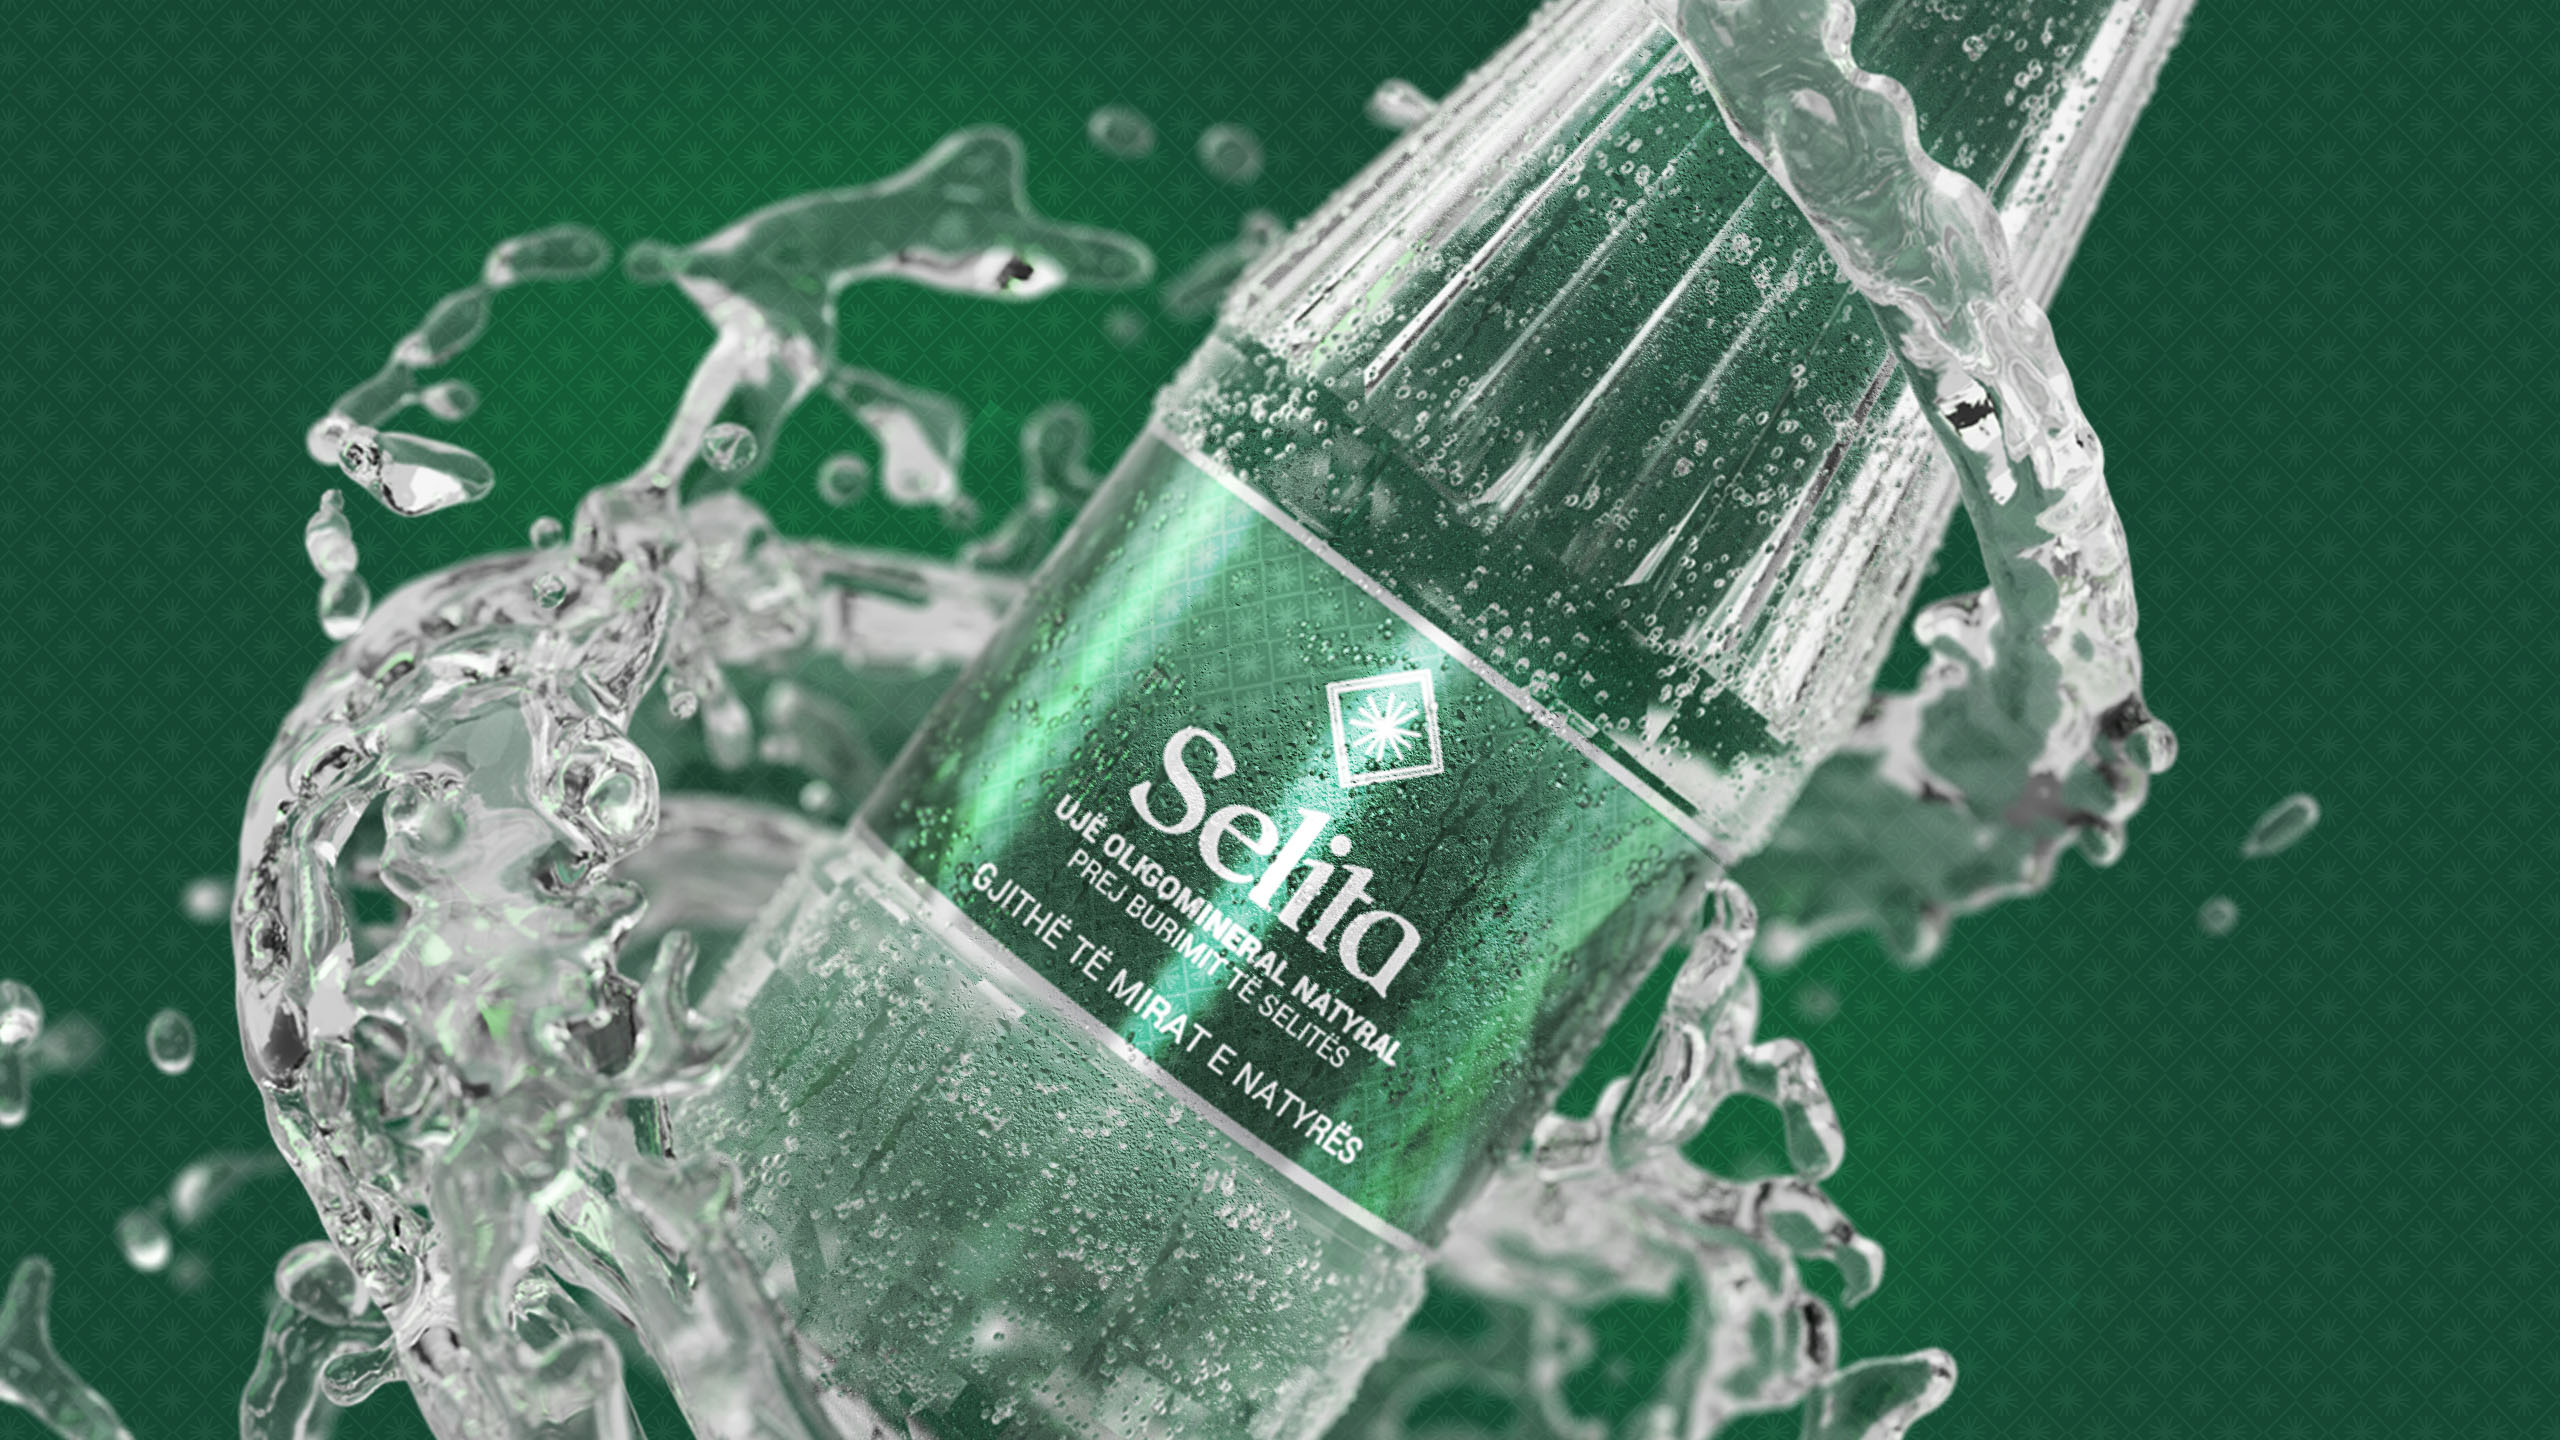 Selita
UJË OLIGOMINERAL NATYRAL
PREJ BURIMIT TË SELITËS
GJITHË TË MIRAT E NATYRËS